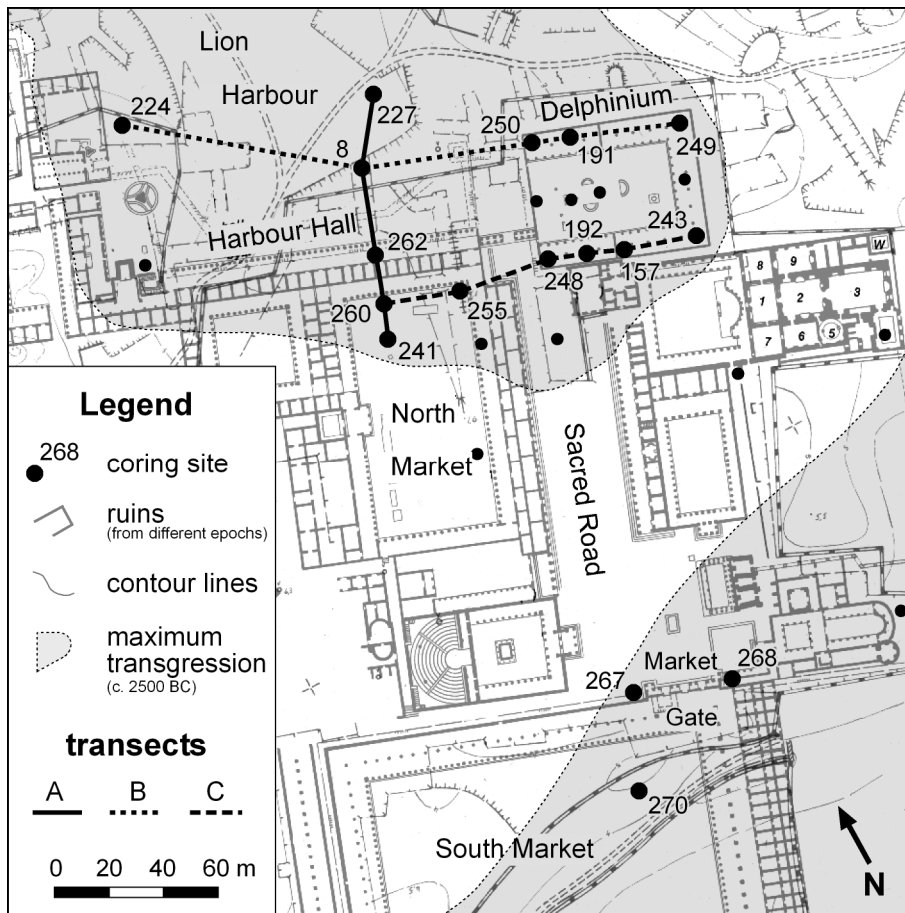 Lion
Harbour
224
227
8
250
Delphinium
191
249
Harbour Hall
262
192
243
248
157
260
255
241
W
8
9
1
2
3
7
6
5
North
Market
Sacred Road
5,5
Market
268
267
Gate
270
South Market
N
Legend
268
coring site
ruins
(from different epochs)
contour lines
maximum
transgression
(c. 2500 BC)
transects
A B C
0 20 40 60 m